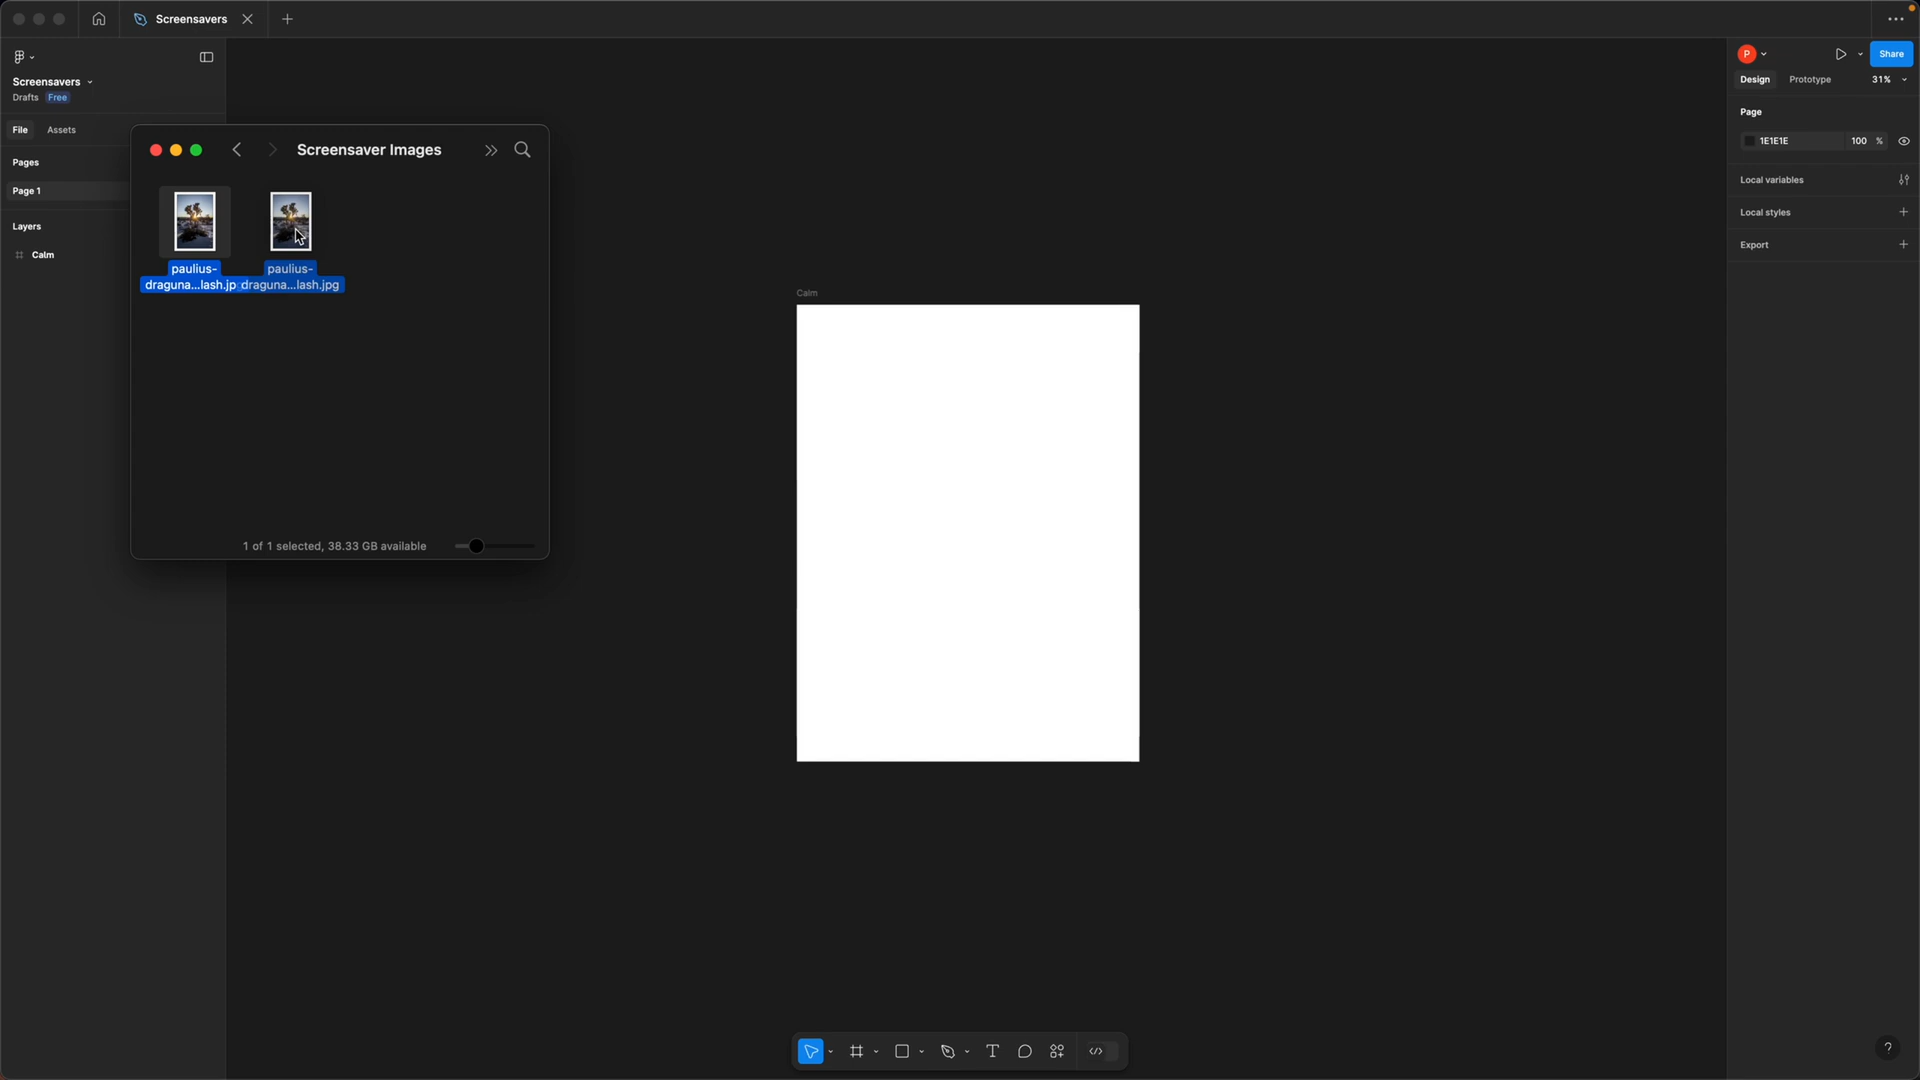 Screensavers
Screensavers
Drafts Free
File Assets
Pages
Page 1
Layers
Calm
Screensaver Images
paulius-
draguna...lash.jp
paulius-
draguna...lash.jpg
1 of 1 selected, 38.33 GB available
Calm
P
Share
Design Prototype 31%
Page
1E1E1E 100 %
Local variables
Local styles
Export
?